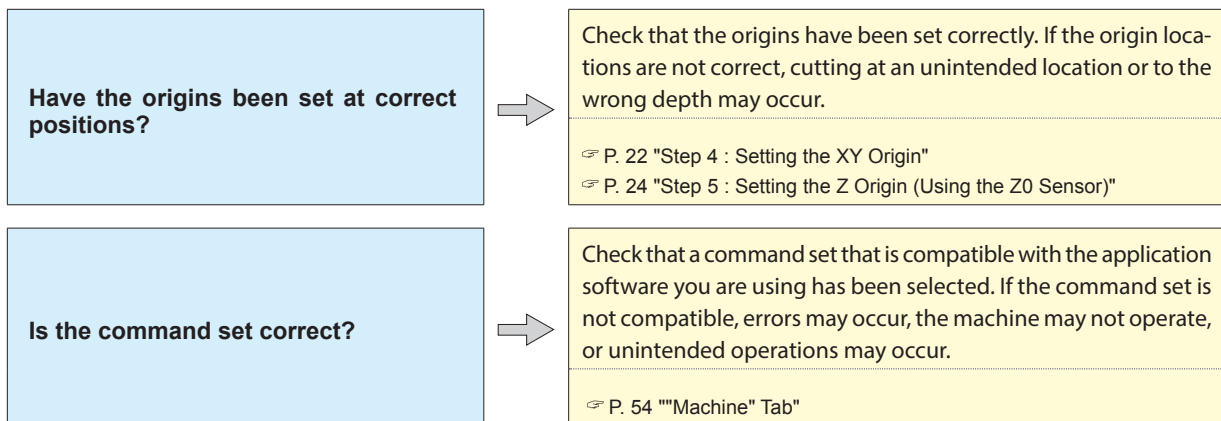 Have the origins been set at correct
positions?
Check that the origins have been set correctly. If the origin loca-
tions are not correct, cutting at an unintended location or to the
wrong depth may occur.
☞ P. 22 "Step 4 : Setting the XY Origin"
☞ P. 24 "Step 5 : Setting the Z Origin (Using the Z0 Sensor)"
Is the command set correct?
Check that a command set that is compatible with the application
software you are using has been selected. If the command set is
not compatible, errors may occur, the machine may not operate,
or unintended operations may occur.
☞ P. 54 ""Machine" Tab"